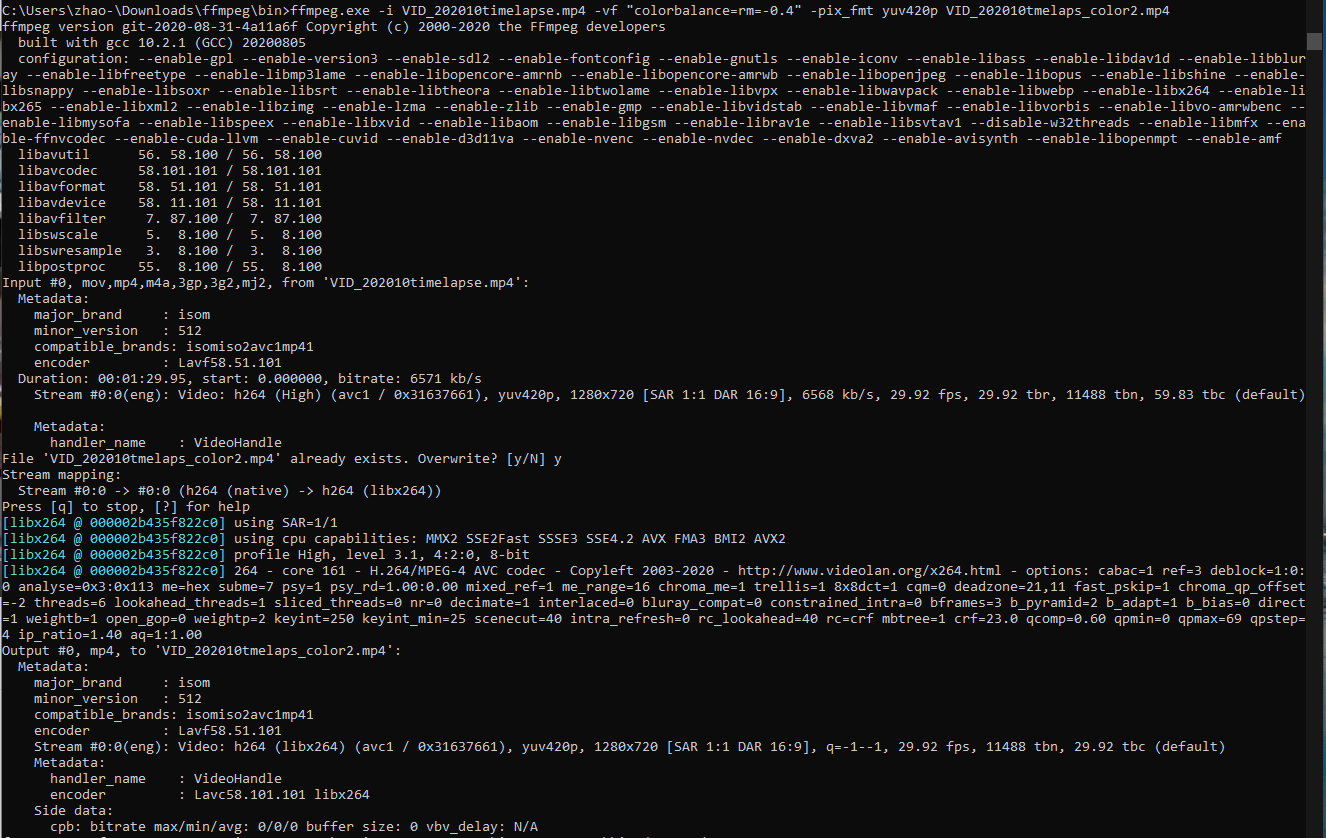 C:\Users\zhao-\Downloads\ffmpeg\bin>ffmpeg.exe -i VID_202010timelapse.mp4 -vf "colorbalance=rm=-0.4" -pix_fmt yuv420p VID_202010tmelaps_color2.mp4
ffmpeg version git-2020-08-31-4a11a6f Copyright (c) 2000-2020 the FFmpeg developers
  built with gcc 10.2.1 (GCC) 20200805
  configuration: --enable-gpl --enable-version3 --enable-sdl2 --enable-fontconfig --enable-gnutls --enable-iconv --enable-libass --enable-libdav1d --enable-libblur
ay --enable-libfreetype --enable-libmp3lame --enable-libopencore-amrnb --enable-libopencore-amrwb --enable-libopenjpeg --enable-libopus --enable-libshine --enable-
libsnappy --enable-libsoxr --enable-libsrt --enable-libtheora --enable-libtwolame --enable-libvpx --enable-libwavpack --enable-libwebp --enable-libx264 --enable-li
bx265 --enable-libxml2 --enable-libzimg --enable-lzma --enable-zlib --enable-gmp --enable-libvidstab --enable-libvmaf --enable-libvorbis --enable-libvo-amrwbenc --
enable-libmysofa --enable-libspeex --enable-libxvid --enable-libaom --enable-libgsm --enable-librav1e --enable-libsvtav1 --disable-w32threads --enable-libmfx --ena
ble-ffnvcodec --enable-cuda-llvm --enable-cuvid --enable-d3d11va --enable-nvenc --enable-nvdec --enable-dxva2 --enable-avisynth --enable-libopenmpt --enable-amf
  libavutil      56. 58.100 / 56. 58.100
  libavcodec     58.101.101 / 58.101.101
  libavformat    58. 51.101 / 58. 51.101
  libavdevice    58. 11.101 / 58. 11.101
  libavfilter     7. 87.100 /  7. 87.100
  libswscale      5.  8.100 /  5.  8.100
  libswresample   3.  8.100 /  3.  8.100
  libpostproc    55.  8.100 / 55.  8.100
Input #0, mov,mp4,m4a,3gp,3g2,mj2, from 'VID_202010timelapse.mp4':
  Metadata:
    major_brand     : isom
    minor_version   : 512
    compatible_brands: isomiso2avc1mp41
    encoder         : Lavf58.51.101
  Duration: 00:01:29.95, start: 0.000000, bitrate: 6571 kb/s
    Stream #0:0(eng): Video: h264 (High) (avc1 / 0x31637661), yuv420p, 1280x720 [SAR 1:1 DAR 16:9], 6568 kb/s, 29.92 fps, 29.92 tbr, 11488 tbn, 59.83 tbc (default)
    Metadata:
      handler_name    : VideoHandle
File 'VID_202010tmelaps_color2.mp4' already exists. Overwrite? [y/N] y
Stream mapping:
  Stream #0:0 -> #0:0 (h264 (native) -> h264 (libx264))
Press [q] to stop, [?] for help
[libx264 @ 000002b435f822c0] using SAR=1/1
[libx264 @ 000002b435f822c0] using cpu capabilities: MMX2 SSE2Fast SSSE3 SSE4.2 AVX FMA3 BMI2 AVX2
[libx264 @ 000002b435f822c0] profile High, level 3.1, 4:2:0, 8-bit
[libx264 @ 000002b435f822c0] 264 - core 161 - H.264/MPEG-4 AVC codec - Copyleft 2003-2020 - http://www.videolan.org/x264.html - options: cabac=1 ref=3 deblock=1:0:
0 analyse=0x3:0x113 me=hex subme=7 psy=1 psy_rd=1.00:0.00 mixed_ref=1 me_range=16 chroma_me=1 trellis=1 8x8dct=1 cqm=0 deadzone=21,11 fast_pskip=1 chroma_qp_offset
=-2 threads=6 lookahead_threads=1 sliced_threads=0 nr=0 decimate=1 interlaced=0 bluray_compat=0 constrained_intra=0 bframes=3 b_pyramid=2 b_adapt=1 b_bias=0 direct
=1 weightb=1 open_gop=0 weightp=2 keyint=250 keyint_min=25 scenecut=40 intra_refresh=0 rc_lookahead=40 rc=crf mbtree=1 crf=23.0 qcomp=0.60 qpmin=0 qpmax=69 qpstep=
4 ip_ratio=1.40 aq=1:1.00
Output #0, mp4, to 'VID_202010tmelaps_color2.mp4':
  Metadata:
    major_brand     : isom
    minor_version   : 512
    compatible_brands: isomiso2avc1mp41
    encoder         : Lavf58.51.101
    Stream #0:0(eng): Video: h264 (libx264) (avc1 / 0x31637661), yuv420p, 1280x720 [SAR 1:1 DAR 16:9], q=-1--1, 29.92 fps, 11488 tbn, 29.92 tbc (default)
    Metadata:
      handler_name    : VideoHandle
      encoder         : Lavc58.101.101 libx264
    Side data:
      cpb: bitrate max/min/avg: 0/0/0 buffer size: 0 vbv_delay: N/A